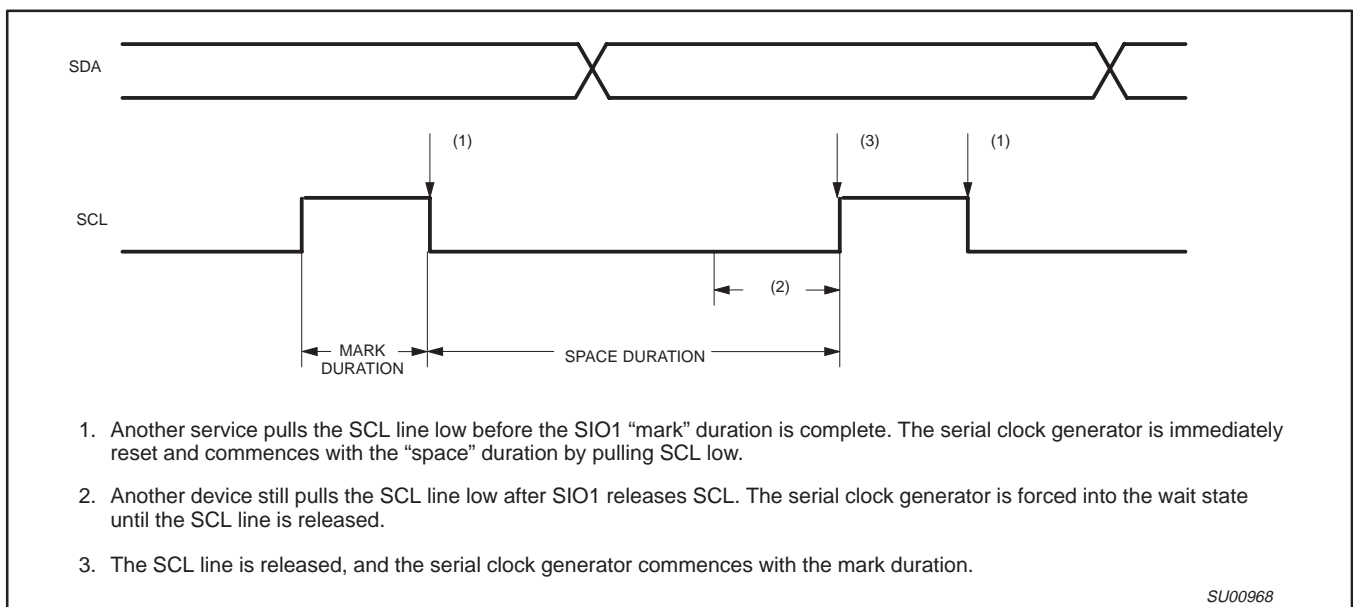 SDA
(1)
(3)
(1)
SCL
(2)
MARK
DURATION
SPACE DURATION
1. Another service pulls the SCL line low before the SIO1 “mark” duration is complete. The serial clock generator is immediately
reset and commences with the “space” duration by pulling SCL low.
2. Another device still pulls the SCL line low after SIO1 releases SCL. The serial clock generator is forced into the wait state
until the SCL line is released.
3. The SCL line is released, and the serial clock generator commences with the mark duration.
SU00968